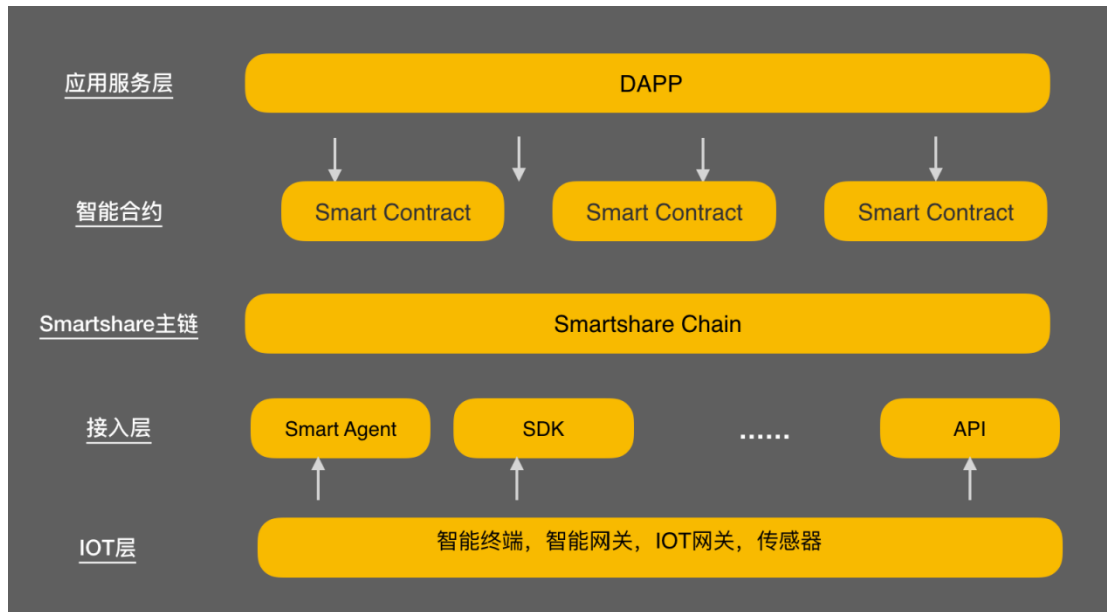 应用服务层
DAPP
智能合约
Smart Contract
Smart Contract
Smart Contract
Smartshare主链
Smartshare Chain
接入层
Smart Agent
SDK
......
API
IOT层
智能终端，智能网关，IOT网关，传感器